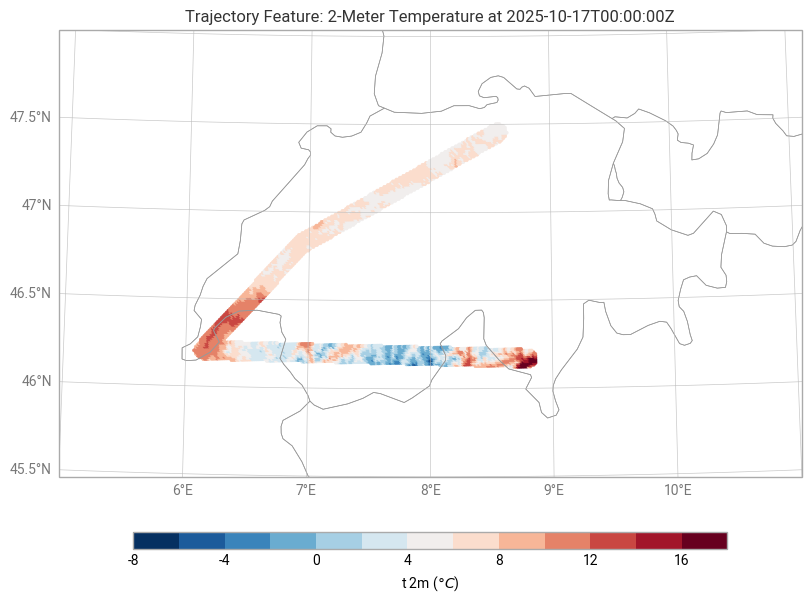 Trajectory Feature: 2-Meter Temperature at 2025-10-17T00:00:00Z
47.5°N
47°N
46.5°N
46°N
45.5°N
6°E 7°E 8°E 9°E 10°E
-8 -4 0 4 8 12 16
t 2m (°C)